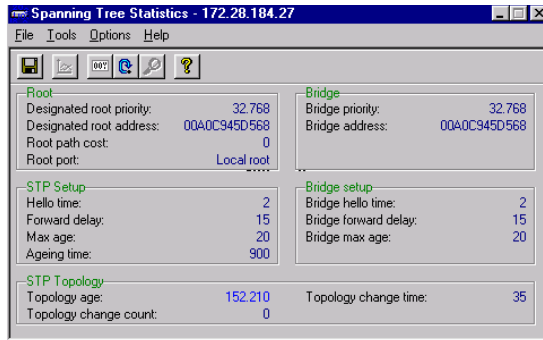 Spanning Tree Statistics - 172.28.184.27
File Tools Options Help
Root
Designated root priority: 32.768
Designated root address: 00A0C945D568
Root path cost: 0
Root port: Local root
Bridge
Bridge priority: 32.768
Bridge address: 00A0C945D568
STP Setup
Hello time: 2
Forward delay: 15
Max age: 20
Ageing time: 900
Bridge setup
Bridge hello time: 2
Bridge forward delay: 15
Bridge max age: 20
STP Topology
Topology age: 152.210 Topology change time: 35
Topology change count: 0